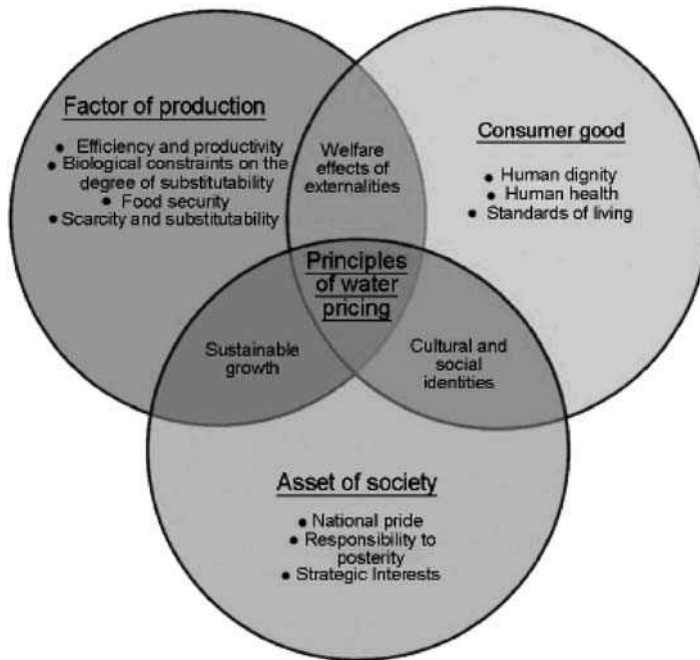 Factor of production
• Efficiency and productivity
• Biological constraints on the
degree of substitutability
• Food security
• Scarcity and substitutability
Welfare
effects of
externalities
Consumer good
• Human dignity
• Human health
• Standards of living
Principles
of water
pricing
Sustainable
growth
Cultural and
social
identities
Asset of society
• National pride
• Responsibility to
posterity
• Strategic Interests